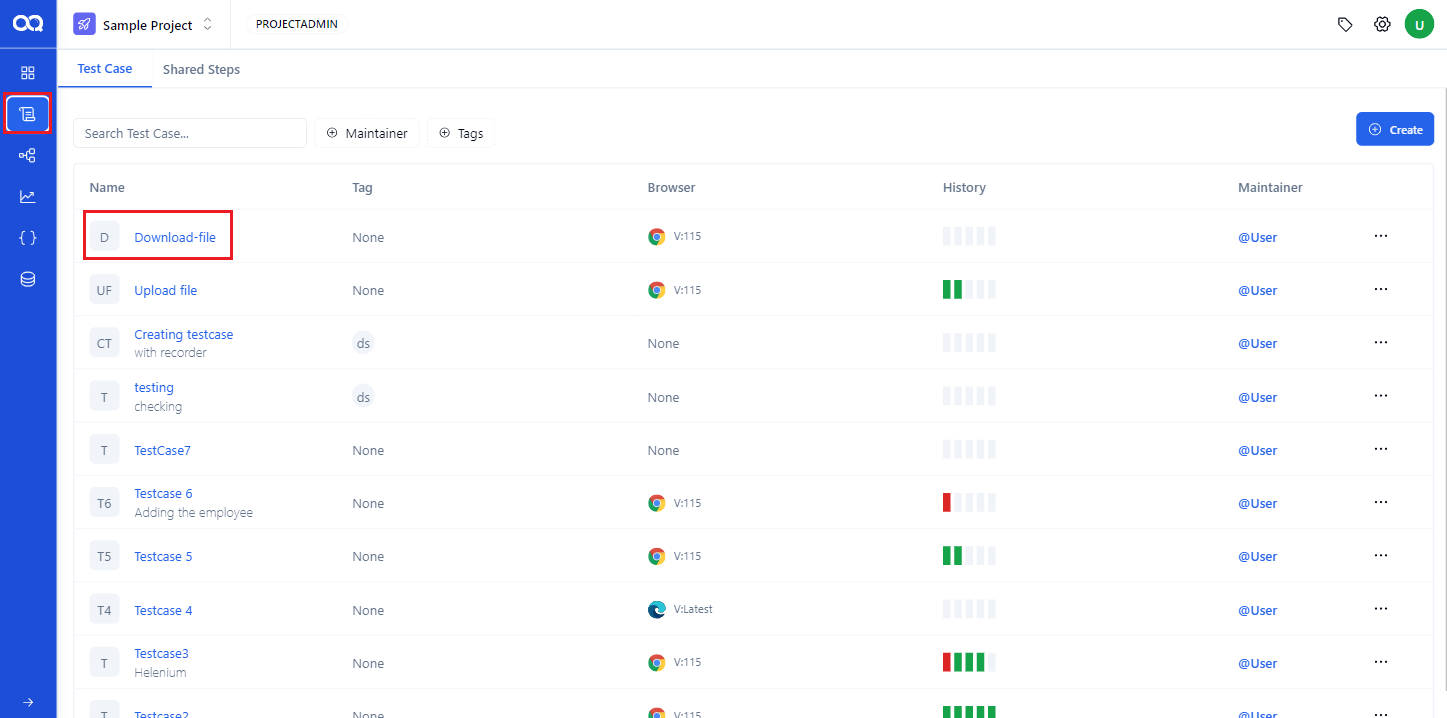 Sample Project PROJECTADMIN U
Test Case Shared Steps
Search Test Case... Maintainer Tags Create
Name Tag Browser History Maintainer
D Download-file None V:115 @User ...
UF Upload file None V:115 @User ...
CT Creating testcase ds None @User ...
with recorder
T testing ds None @User ...
checking
T TestCase7 None None @User ...
T6 Testcase 6 None V:115 @User ...
Adding the employee
T5 Testcase 5 None V:115 @User ...
T4 Testcase 4 None V:Latest @User ...
T Testcase3 None V:115 @User ...
Helenium
T Testcase2 None V:115 @User ...